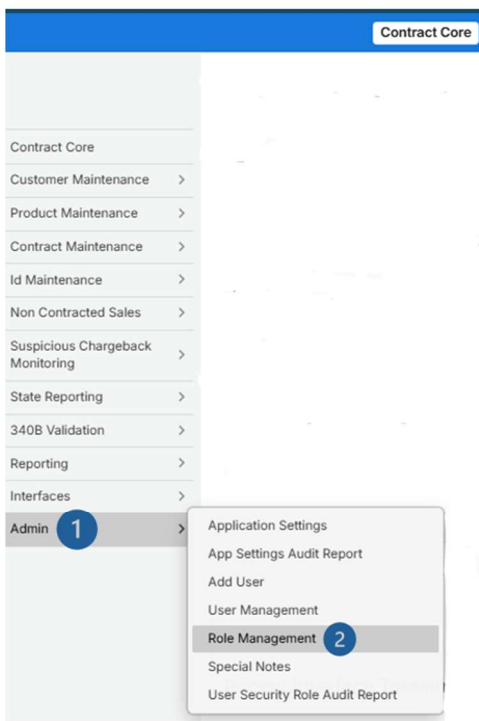 Contract Core
Contract Core
Customer Maintenance
Product Maintenance
Contract Maintenance
Id Maintenance
Non Contracted Sales
Suspicious Chargeback
Monitoring
State Reporting
340B Validation
Reporting
Interfaces
Admin 1
Application Settings
App Settings Audit Report
Add User
User Management
Role Management 2
Special Notes
User Security Role Audit Report